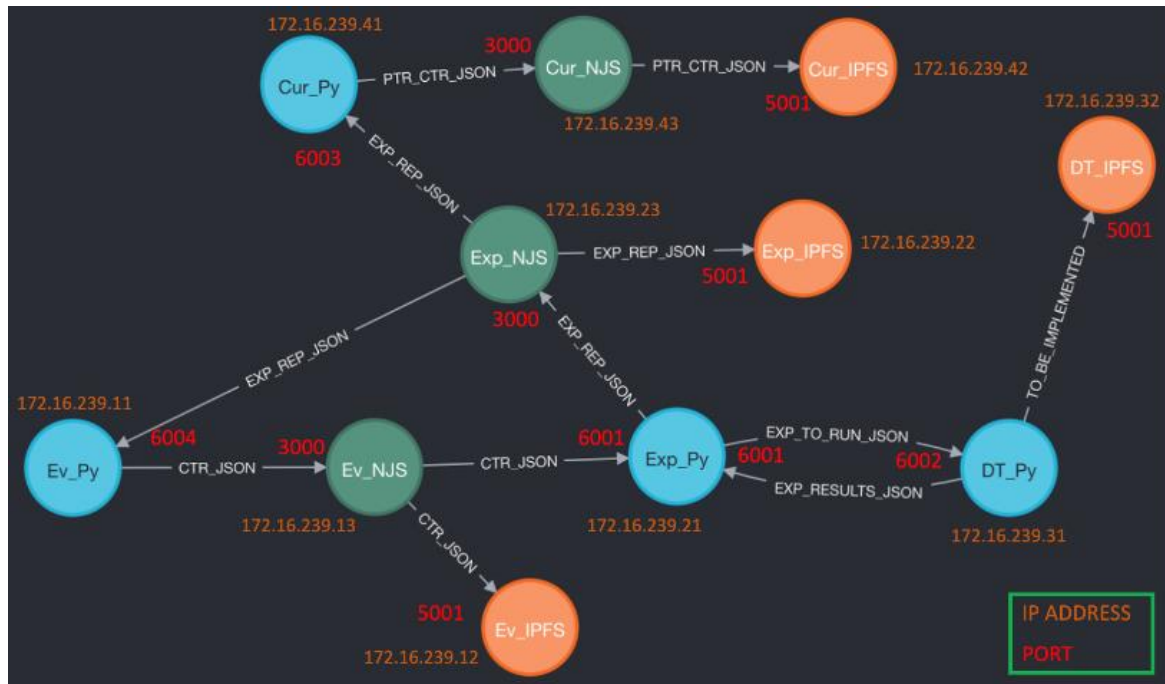 172.16.239.41
3000
Cur_Py
PTR_CTR_JSON
Cur_NJS
PTR_CTR_JSON
Cur_IPFS
172.16.239.42
5001
172.16.239.43
172.16.239.32
6003
EXP_REP_JSON
DT_IPFS
5001
172.16.239.23
Exp_NJS
EXP_REP_JSON
5001
Exp_IPFS
172.16.239.22
3000
EXP_REP_JSON
EXP_REP_JSON
TO_BE_IMPLEMENTED
172.16.239.11
6004
Ev_Py
CTR_JSON
3000
Ev_NJS
CTR_JSON
6001
Exp_Py
EXP_TO_RUN_JSON
6001
6002
DT_Py
EXP_RESULTS_JSON
172.16.239.13
172.16.239.21
172.16.239.31
CTR_JSON
5001
Ev_IPFS
172.16.239.12
IP ADDRESS
PORT